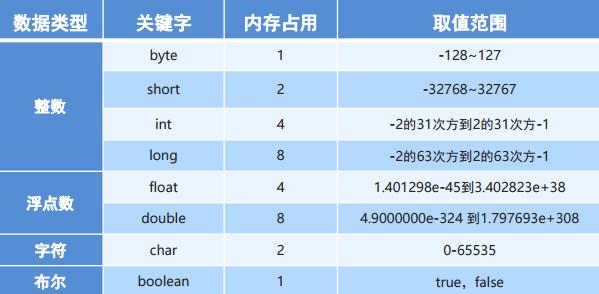 数据类型 关键字 内存占用 取值范围
整数 byte 1 -128~127
short 2 -32768~32767
int 4 -2的31次方到2的31次方-1
long 8 -2的63次方到2的63次方-1
浮点数 float 4 1.401298e-45到3.402823e+38
double 8 4.9000000e-324 到1.797693e+308
字符 char 2 0-65535
布尔 boolean 1 true，false